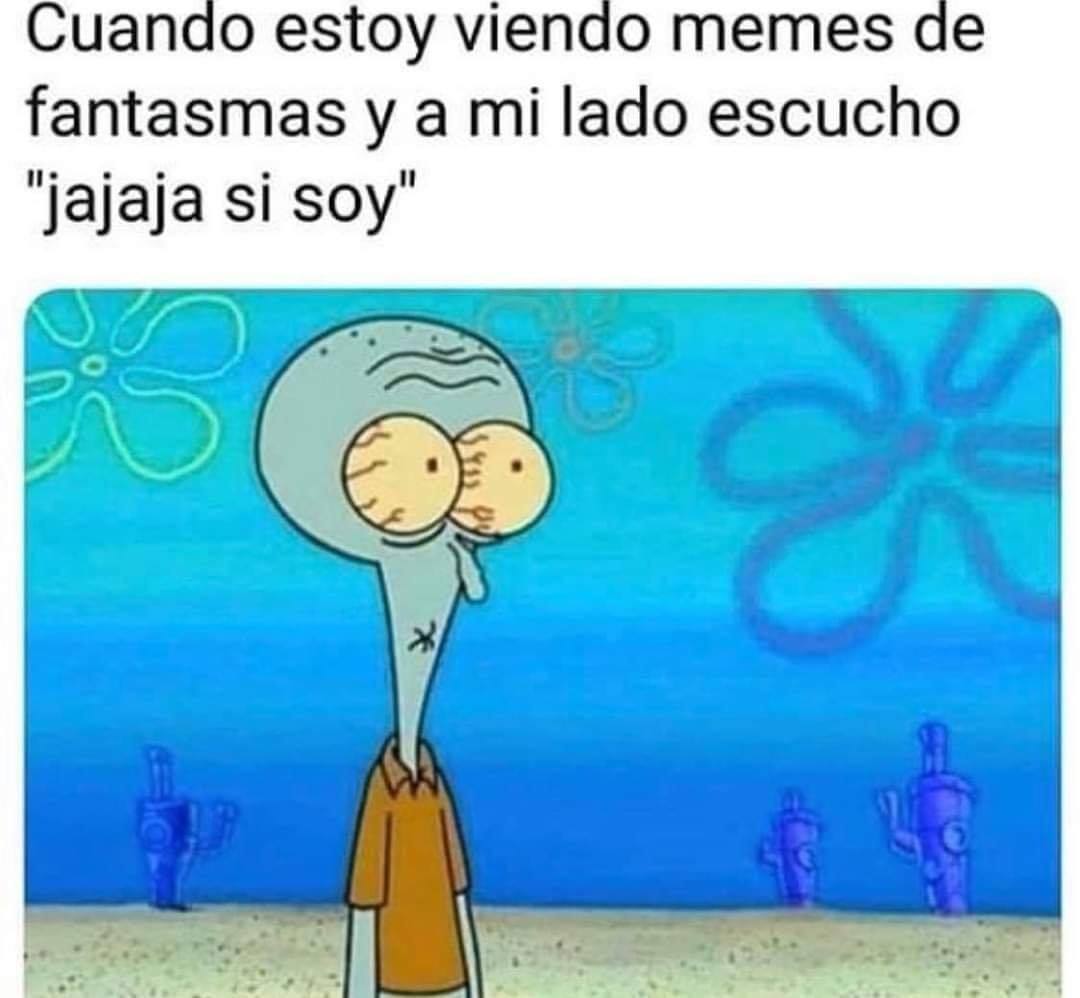 Cuando estoy viendo memes de
fantasmas y a mi lado escucho
"jajaja si soy"